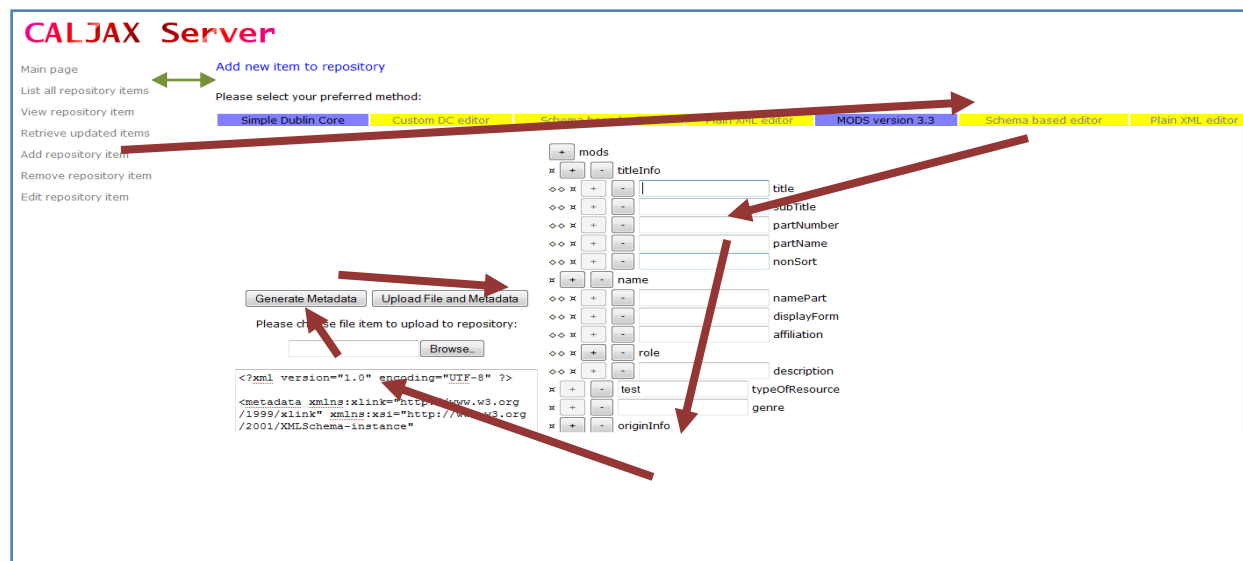 CALJAX Server
Main page
List all repository items
View repository item
Retrieve updated items
Add repository item
Remove repository item
Edit repository item
Add new item to repository
Please select your preferred method:
Simple Dublin Core Custom DC editor Schema based editor Plain XML editor MODS version 3.3 Schema based editor Plain XML editor
+ mods
¤ + - titleInfo
◇◇ ¤ + - title
◇◇ ¤ + - subTitle
◇◇ ¤ + - partNumber
◇◇ ¤ + - partName
◇◇ ¤ + - nonSort
¤ + - name
◇◇ ¤ + - namePart
◇◇ ¤ + - displayForm
◇◇ ¤ + - affiliation
◇◇ ¤ + - role
◇◇ ¤ + - description
¤ + - test typeOfResource
¤ + - genre
¤ + - originInfo
Generate Metadata Upload File and Metadata
Please choose file item to upload to repository:
Browse...
<?xml version="1.0" encoding="UTF-8" ?>
<metadata xmlns:xlink="http://www.w3.org
/1999/xlink" xmlns:xsi="http://www.w3.org
/2001/XMLSchema-instance"